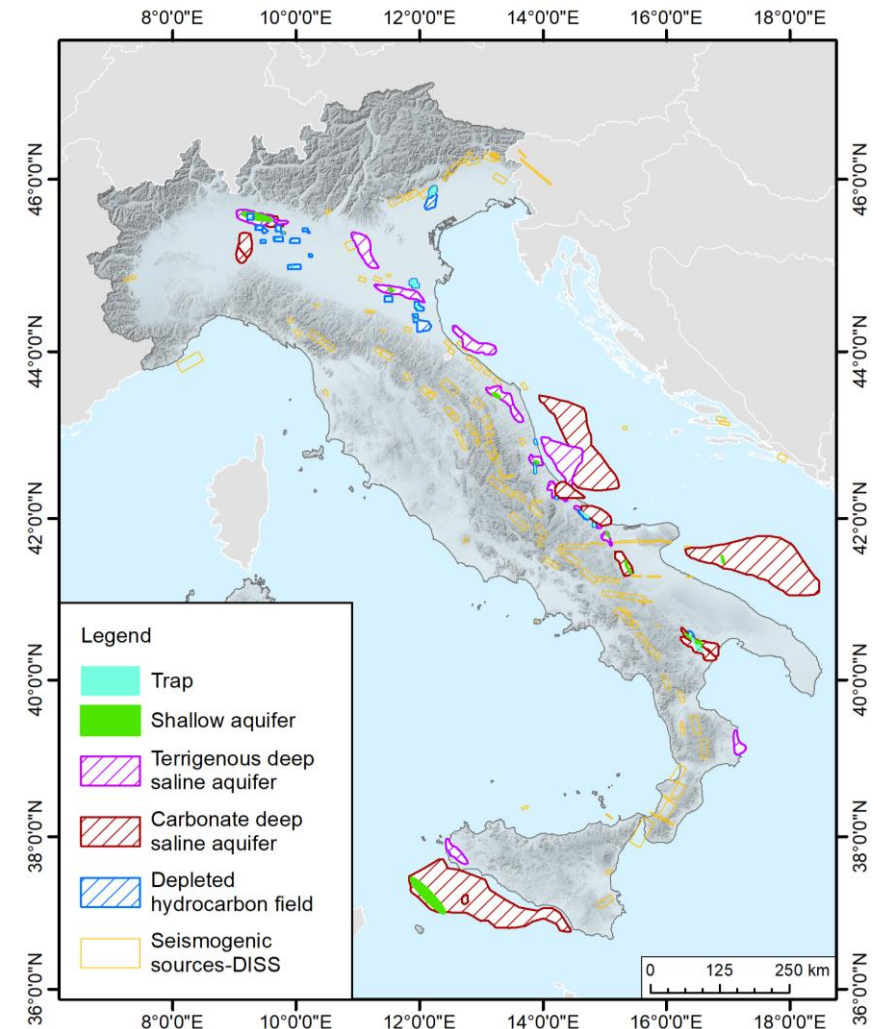 8°0'0"E 10°0'0"E 12°0'0"E 14°0'0"E 16°0'0"E 18°0'0"E
46°0'0"N 46°0'0"N
44°0'0"N 44°0'0"N
42°0'0"N 42°0'0"N
40°0'0"N 40°0'0"N
38°0'0"N 38°0'0"N
36°0'0"N 36°0'0"N
Legend
Trap
Shallow aquifer
Terrigenous deep
saline aquifer
Carbonate deep
saline aquifer
Depleted
hydrocarbon field
Seismogenic
sources-DISS
0 125 250 km
8°0'0"E 10°0'0"E 12°0'0"E 14°0'0"E 16°0'0"E 18°0'0"E